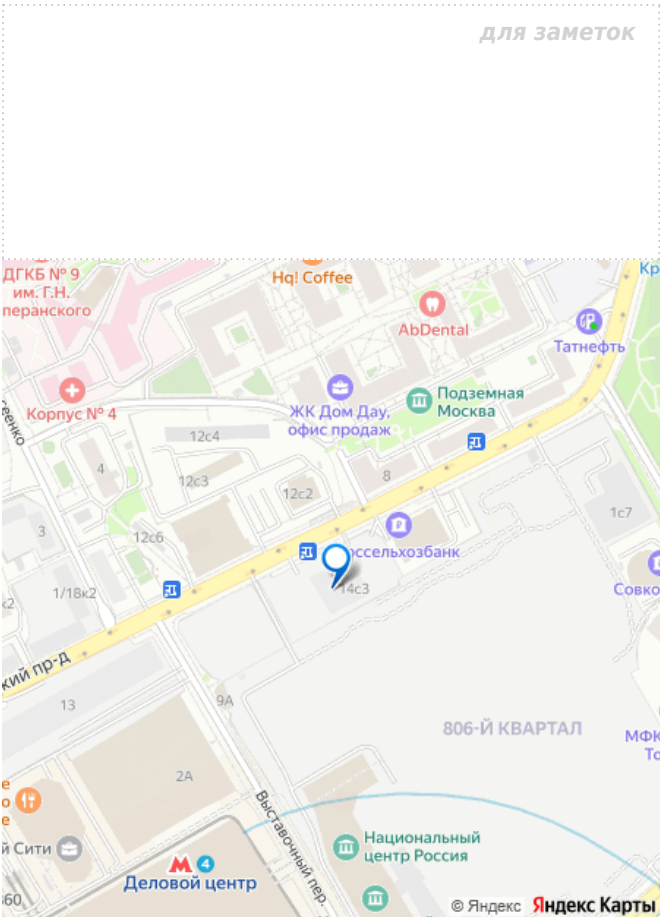 для заметок
ДГКБ № 9
им. Г.Н.
перанского
Hq! Coffee
Кр
AbDental
Татнефть
Корпус № 4
ЖК Дом Дау,
офис продаж
Подземная
Москва
сеенко
12с4
4
12с3
12с2
8
3
12с6
1с7
Россельхозбанк
1/18к2
к2
14с3
Совко
кий пр-д
13
9А
806-Й КВАРТАЛ
МФК
То
2А
е
о
е
Выставочный пер.
й Сити
Национальный
центр Россия
М 4
Деловой центр
360
© Яндекс Яндекс Карты